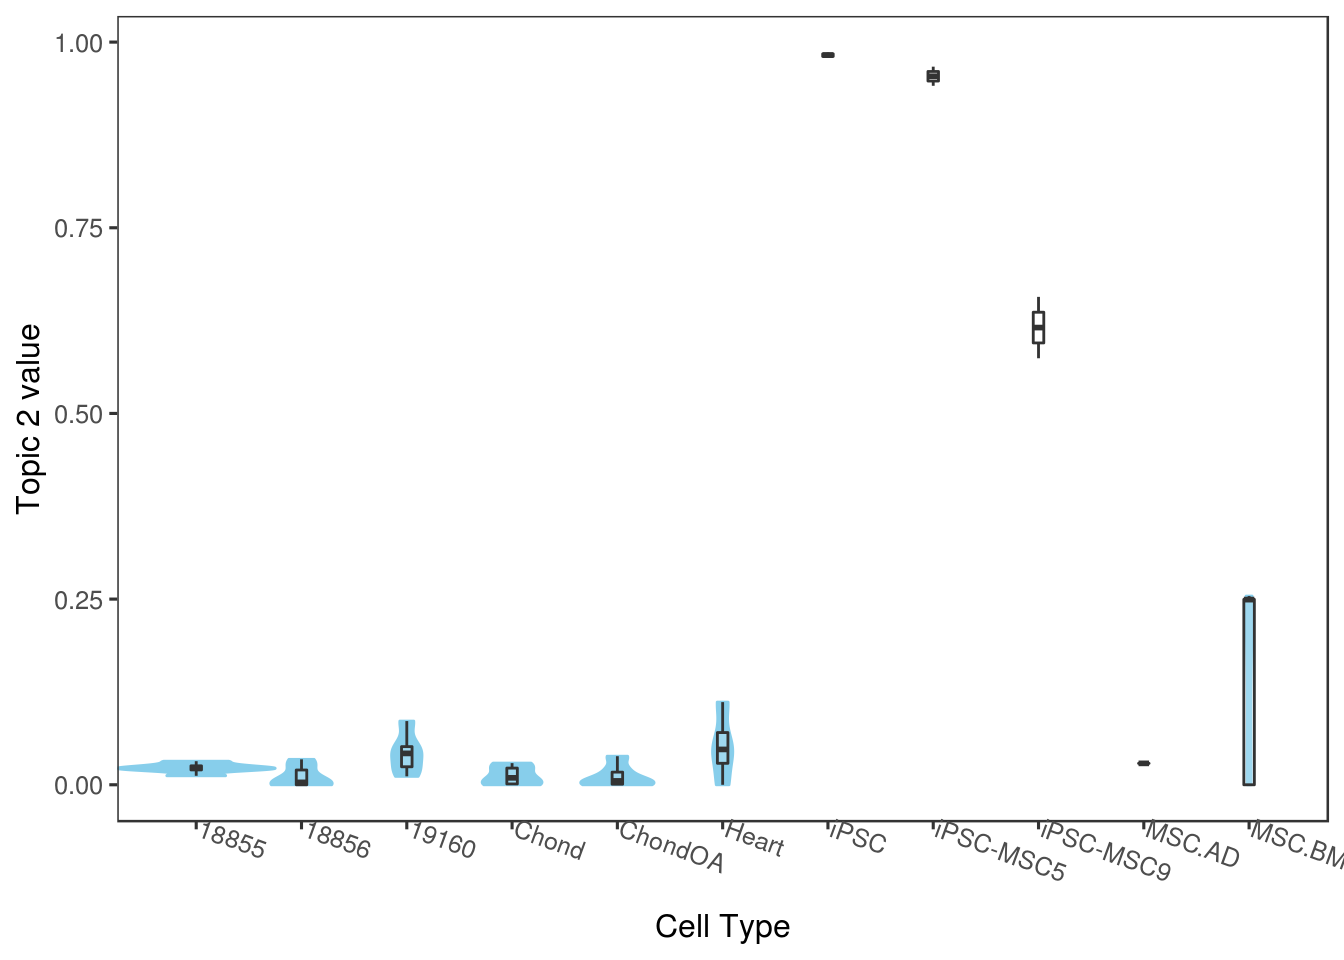 1.00
0.75
0.50
0.25
0.00
Topic 2 value
18855
18856
19160
Chond
ChondOA
Heart
iPSC
iPSC-MSC5
iPSC-MSC9
MSC.AD
MSC.BM
Cell Type